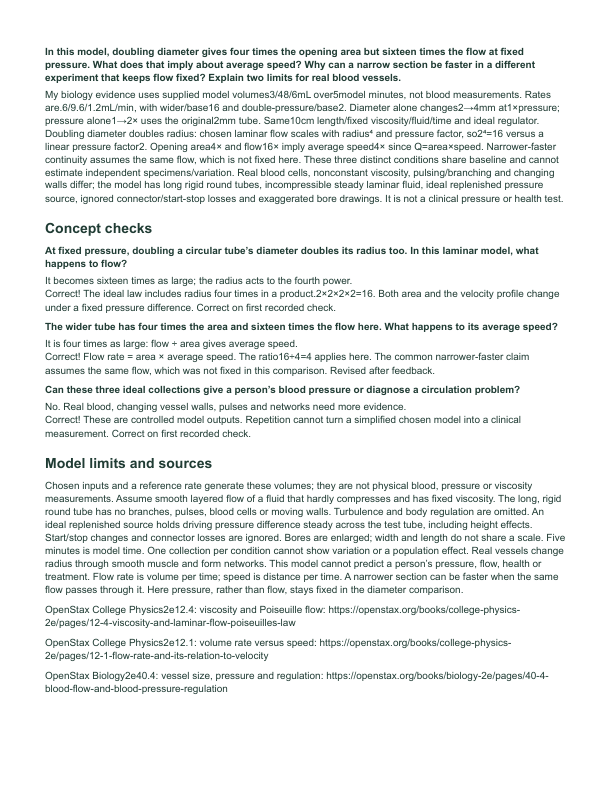 In this model, doubling diameter gives four times the opening area but sixteen times the flow at fixed
pressure. What does that imply about average speed? Why can a narrow section be faster in a different
experiment that keeps flow fixed? Explain two limits for real blood vessels.
My biology evidence uses supplied model volumes3/48/6mL over5model minutes, not blood measurements. Rates
are.6/9.6/1.2mL/min, with wider/base16 and double-pressure/base2. Diameter alone changes2→4mm at1×pressure;
pressure alone1→2× uses the original2mm tube. Same10cm length/fixed viscosity/fluid/time and ideal regulator.
Doubling diameter doubles radius: chosen laminar flow scales with radius⁴ and pressure factor, so2⁴=16 versus a
linear pressure factor2. Opening area4× and flow16× imply average speed4× since Q=area×speed. Narrower-faster
continuity assumes the same flow, which is not fixed here. These three distinct conditions share baseline and cannot
estimate independent specimens/variation. Real blood cells, nonconstant viscosity, pulsing/branching and changing
walls differ; the model has long rigid round tubes, incompressible steady laminar fluid, ideal replenished pressure
source, ignored connector/start-stop losses and exaggerated bore drawings. It is not a clinical pressure or health test.
Concept checks
At fixed pressure, doubling a circular tube’s diameter doubles its radius too. In this laminar model, what
happens to flow?
It becomes sixteen times as large; the radius acts to the fourth power.
Correct! The ideal law includes radius four times in a product.2×2×2×2=16. Both area and the velocity profile change
under a fixed pressure difference. Correct on first recorded check.
The wider tube has four times the area and sixteen times the flow here. What happens to its average speed?
It is four times as large: flow ÷ area gives average speed.
Correct! Flow rate = area × average speed. The ratio16÷4=4 applies here. The common narrower-faster claim
assumes the same flow, which was not fixed in this comparison. Revised after feedback.
Can these three ideal collections give a person’s blood pressure or diagnose a circulation problem?
No. Real blood, changing vessel walls, pulses and networks need more evidence.
Correct! These are controlled model outputs. Repetition cannot turn a simplified chosen model into a clinical
measurement. Correct on first recorded check.
Model limits and sources
Chosen inputs and a reference rate generate these volumes; they are not physical blood, pressure or viscosity
measurements. Assume smooth layered flow of a fluid that hardly compresses and has fixed viscosity. The long, rigid
round tube has no branches, pulses, blood cells or moving walls. Turbulence and body regulation are omitted. An
ideal replenished source holds driving pressure difference steady across the test tube, including height effects.
Start/stop changes and connector losses are ignored. Bores are enlarged; width and length do not share a scale. Five
minutes is model time. One collection per condition cannot show variation or a population effect. Real vessels change
radius through smooth muscle and form networks. This model cannot predict a person’s pressure, flow, health or
treatment. Flow rate is volume per time; speed is distance per time. A narrower section can be faster when the same
flow passes through it. Here pressure, rather than flow, stays fixed in the diameter comparison.
OpenStax College Physics2e12.4: viscosity and Poiseuille flow: https://openstax.org/books/college-physics-
2e/pages/12-4-viscosity-and-laminar-flow-poiseuilles-law
OpenStax College Physics2e12.1: volume rate versus speed: https://openstax.org/books/college-physics-
2e/pages/12-1-flow-rate-and-its-relation-to-velocity
OpenStax Biology2e40.4: vessel size, pressure and regulation: https://openstax.org/books/biology-2e/pages/40-4-
blood-flow-and-blood-pressure-regulation